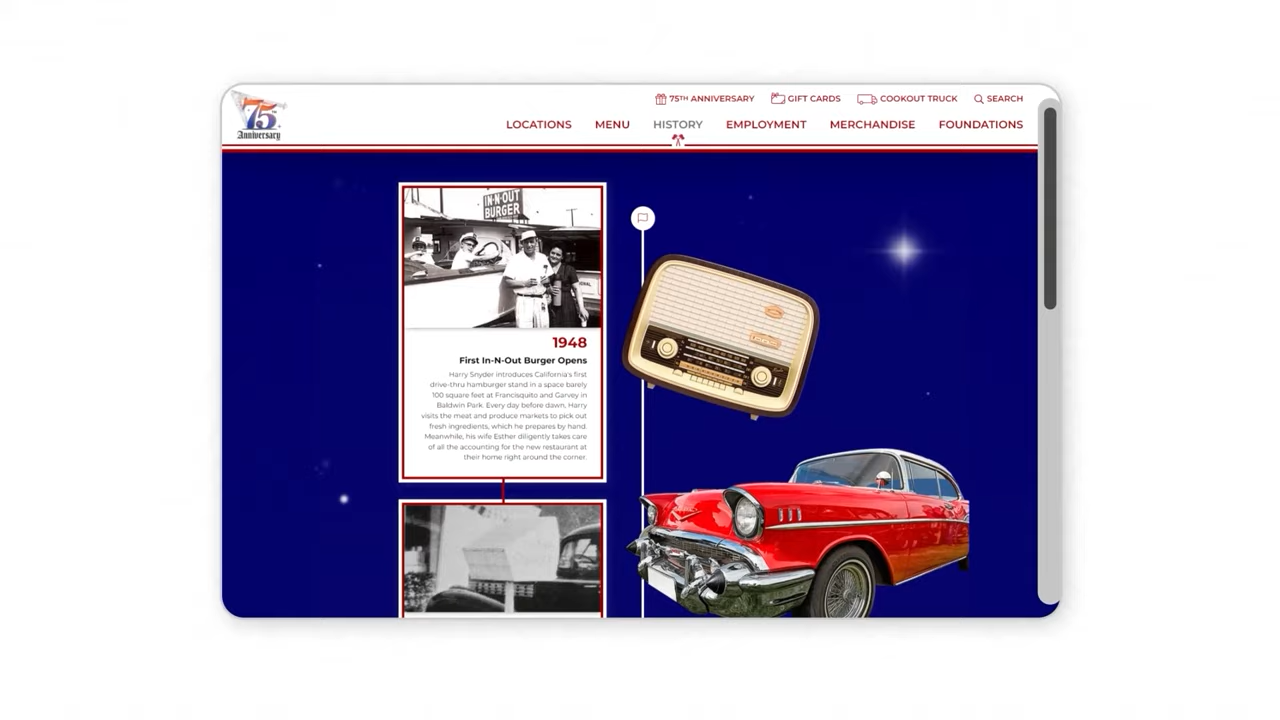 75TH
Anniversary
75TH ANNIVERSARY
GIFT CARDS
COOKOUT TRUCK
SEARCH
LOCATIONS
MENU
HISTORY
EMPLOYMENT
MERCHANDISE
FOUNDATIONS
IN-N-OUT
BURGER
1948
First In-N-Out Burger Opens
Harry Snyder introduces California's first
drive-thru hamburger stand in a space barely
100 square feet at Francisquito and Garvey in
Baldwin Park. Every day before dawn, Harry
visits the meat and produce markets to pick out
fresh ingredients, which he prepares by hand.
Meanwhile, his wife Esther diligently takes care
of all the accounting for the new restaurant at
their home right around the corner.